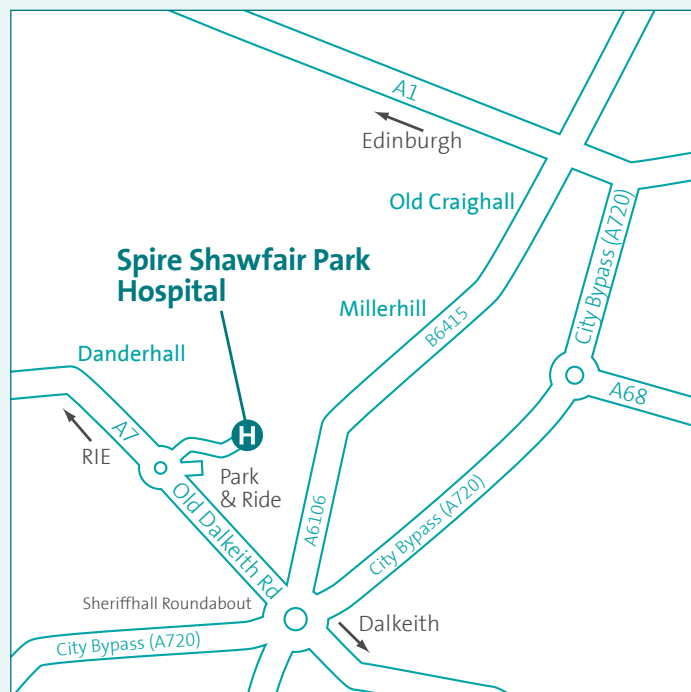 A1
Edinburgh
Old Craighall
City Bypass (A720)
Spire Shawfair Park
Hospital
Millerhill
B6415
Danderhall
A68
A7
H
RIE
Park
& Ride
Old Dalkeith Rd
A6106
City Bypass (A720)
Sheriffhall Roundabout
Dalkeith
City Bypass (A720)